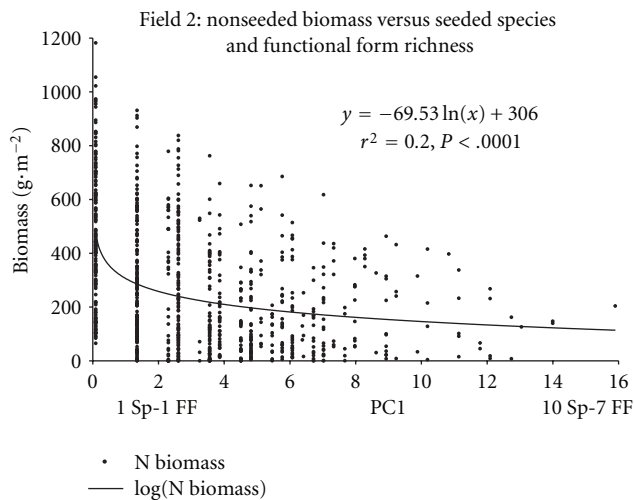 Field 2: nonseeded biomass versus seeded species
and functional form richness
y = −69.53 ln(x) + 306
r² = 0.2, P < .0001
Biomass (g·m⁻²)
1200
1000
800
600
400
200
0
0 2 4 6 8 10 12 14 16
1 Sp-1 FF PC1 10 Sp-7 FF
N biomass
log(N biomass)